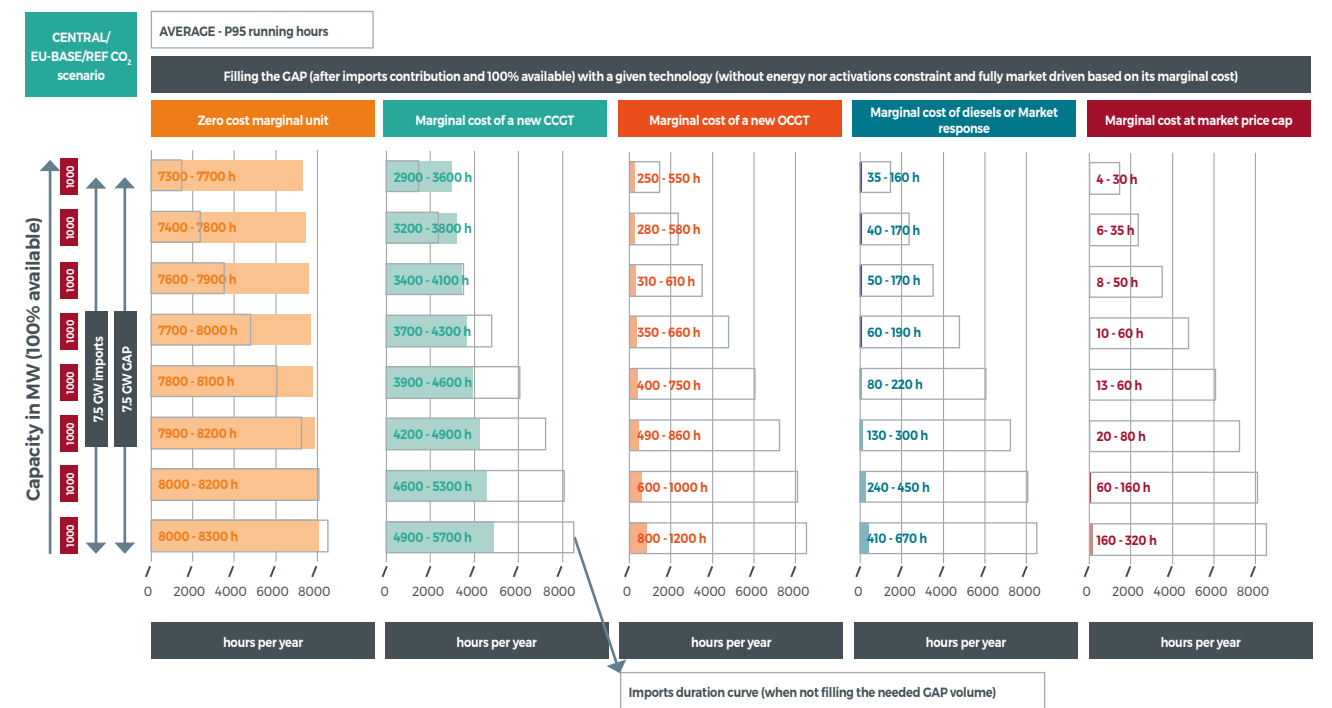 CENTRAL/
EU-BASE/REF CO2
scenario
AVERAGE - P95 running hours
Filling the GAP (after imports contribution and 100% available) with a given technology (without energy nor activations constraint and fully market driven based on its marginal cost)
Zero cost marginal unit
Marginal cost of a new CCGT
Marginal cost of a new OCGT
Marginal cost of diesels or Market
response
Marginal cost at market price cap
Capacity in MW (100% available)
7.5 GW imports
7.5 GW GAP
1000 7300 - 7700 h 2900 - 3600 h 250 - 550 h 35 - 160 h 4 - 30 h
1000 7400 - 7800 h 3200 - 3800 h 280 - 580 h 40 - 170 h 6- 35 h
1000 7600 - 7900 h 3400 - 4100 h 310 - 610 h 50 - 170 h 8 - 50 h
1000 7700 - 8000 h 3700 - 4300 h 350 - 660 h 60 - 190 h 10 - 60 h
1000 7800 - 8100 h 3900 - 4600 h 400 - 750 h 80 - 220 h 13 - 60 h
1000 7900 - 8200 h 4200 - 4900 h 490 - 860 h 130 - 300 h 20 - 80 h
1000 8000 - 8200 h 4600 - 5300 h 600 - 1000 h 240 - 450 h 60 - 160 h
1000 8000 - 8300 h 4900 - 5700 h 800 - 1200 h 410 - 670 h 160 - 320 h
0 2000 4000 6000 8000 0 2000 4000 6000 8000 0 2000 4000 6000 8000 0 2000 4000 6000 8000 0 2000 4000 6000 8000
hours per year hours per year hours per year hours per year hours per year
Imports duration curve (when not filling the needed GAP volume)